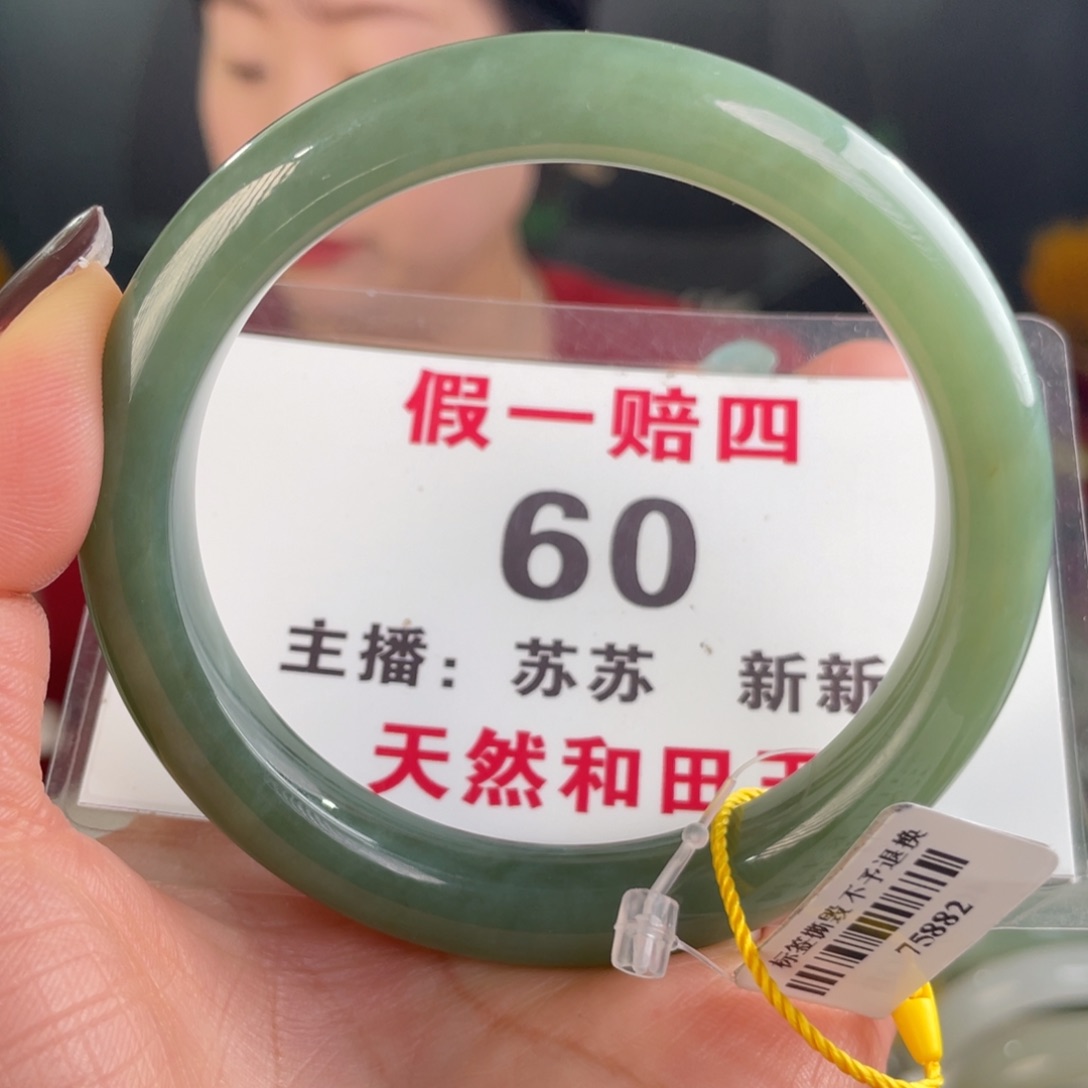 假一赔四
60
主播： 苏苏 新新
天然和田玉
标签撕毁不予退换
75882